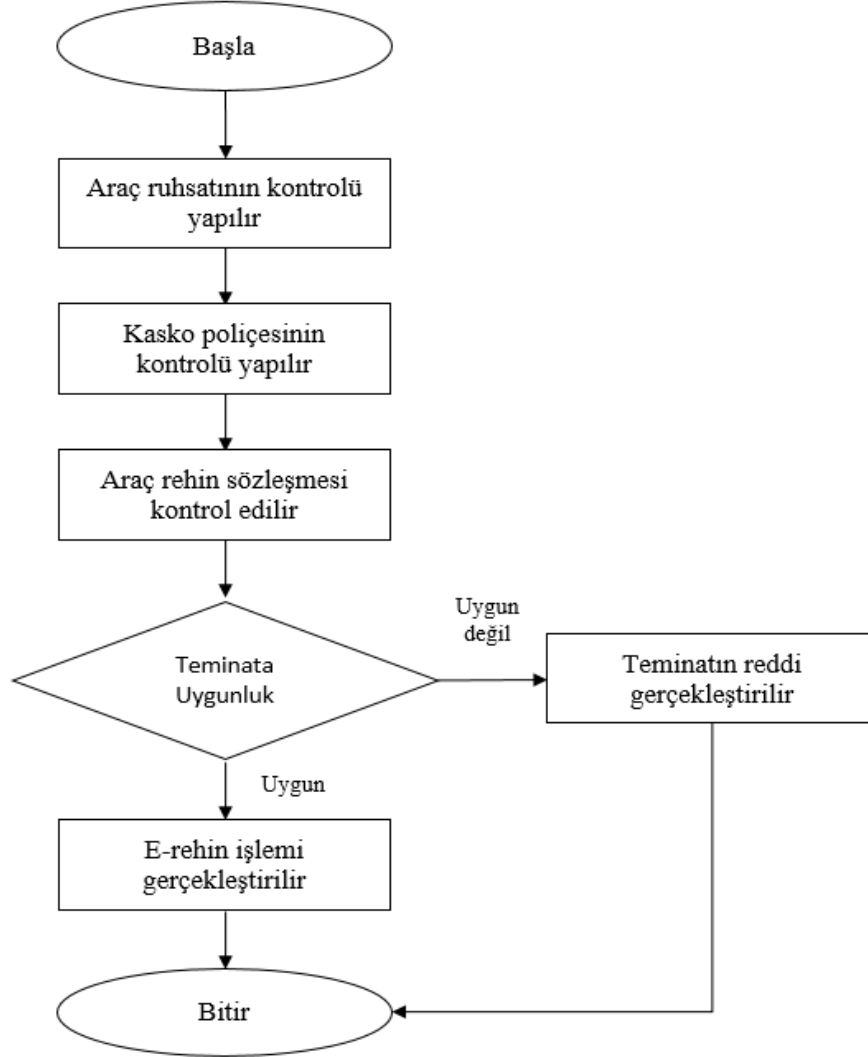 Başla
Araç ruhsatının kontrolü
yapılır
Kasko poliçesinin
kontrolü yapılır
Araç rehin sözleşmesi
kontrol edilir
Teminata
Uygunluk
Uygun
değil
Teminatın reddi
gerçekleştirilir
Uygun
E-rehin işlemi
gerçekleştirilir
Bitir